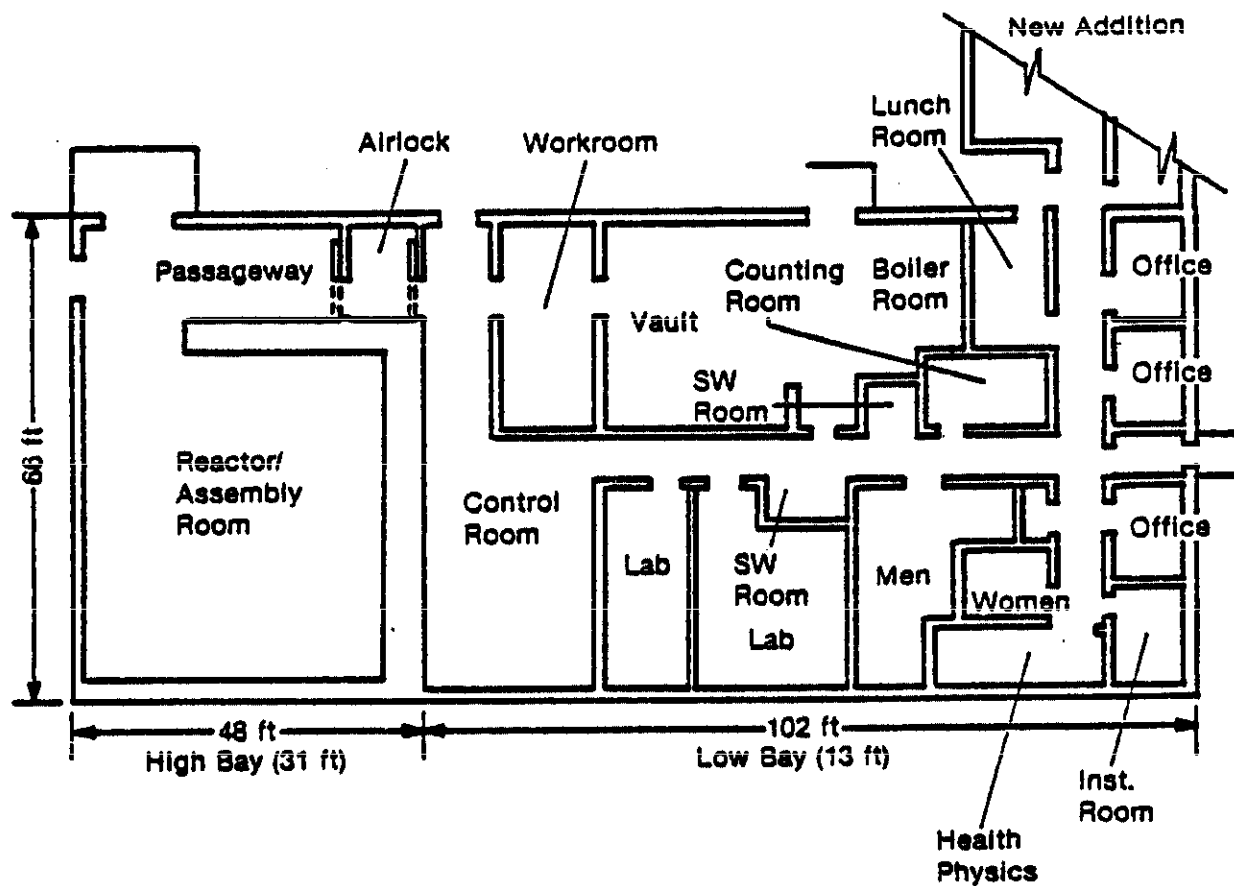 New Addition
Lunch
Room
Airlock
Workroom
Passageway
Counting
Room
Boiler
Room
Office
Vault
SW
Room
Office
66 ft
Reactor/
Assembly
Room
Control
Room
Office
Lab
SW
Room
Men
Women
Lab
48 ft
High Bay (31 ft)
102 ft
Low Bay (13 ft)
Inst.
Room
Health
Physics